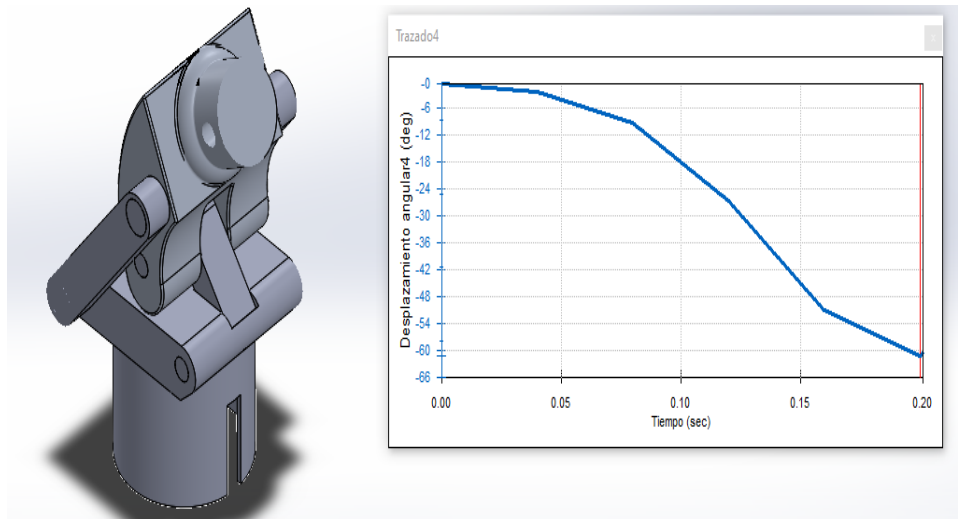 Trazado4
x
Desplazamiento angular4 (deg)
-0
-6
-12
-18
-24
-30
-36
-42
-48
-54
-60
-66
0.00 0.05 0.10 0.15 0.20
Tiempo (sec)